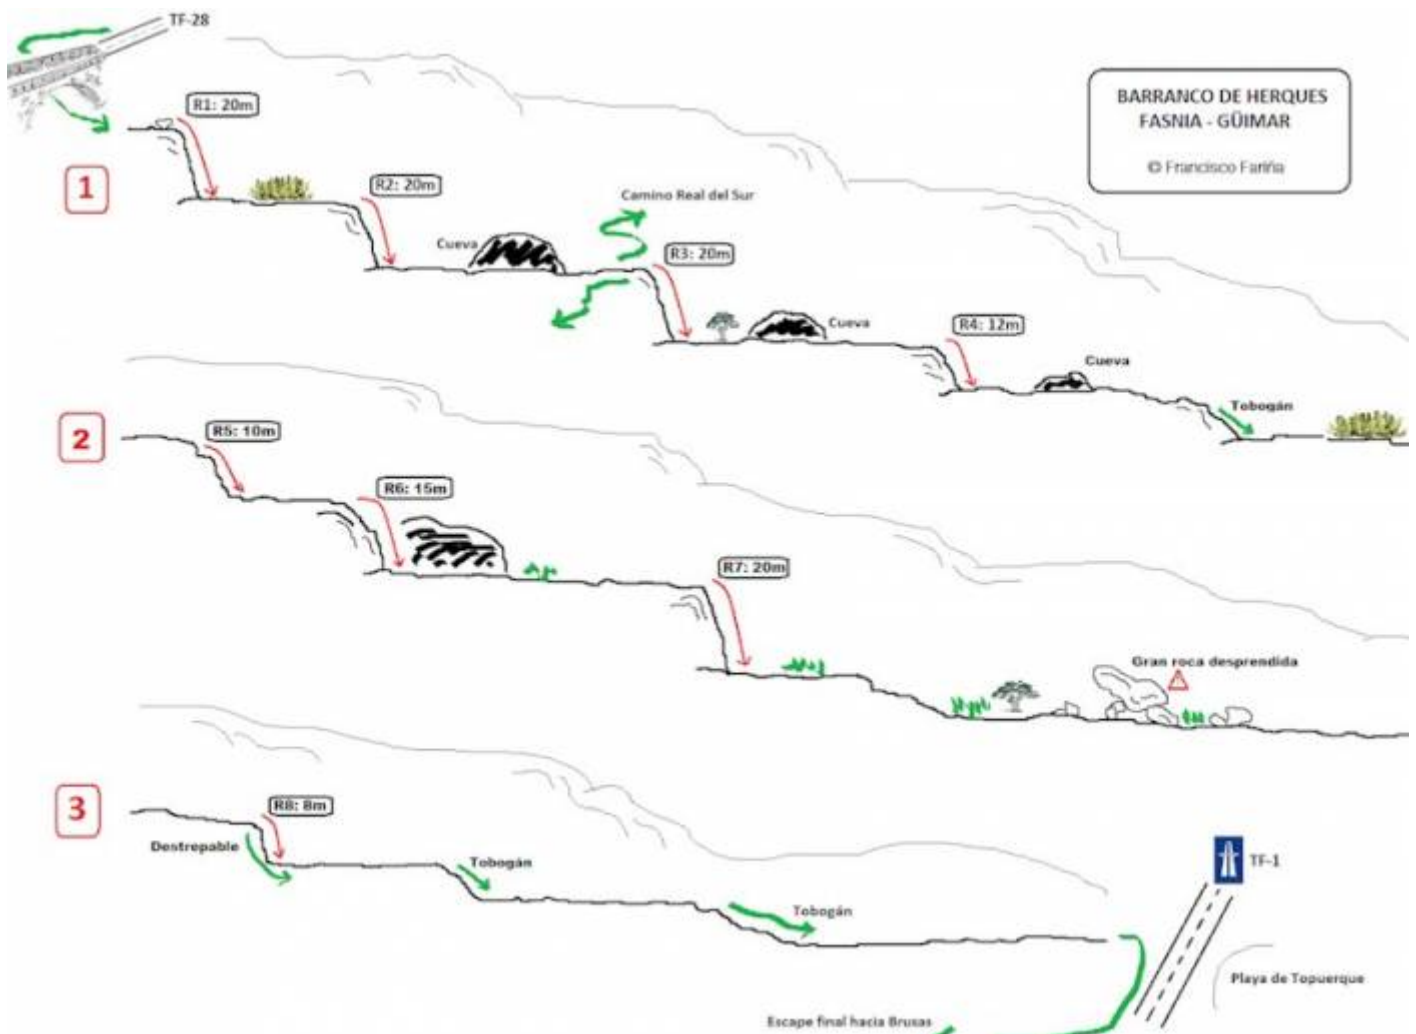 TF-28
BARRANCO DE HERQUES
FASNIA - GÜIMAR
© Francisco Fariña
R1: 20m
1
R2: 20m
Camino Real del Sur
Cueva
R3: 20m
Cueva
R4: 12m
Cueva
Tobogán
2
R5: 10m
R6: 15m
R7: 20m
Gran roca desprendida
3
R8: 8m
Destrepable
Tobogán
Tobogán
TF-1
Playa de Topuerque
Escape final hacia Brusas